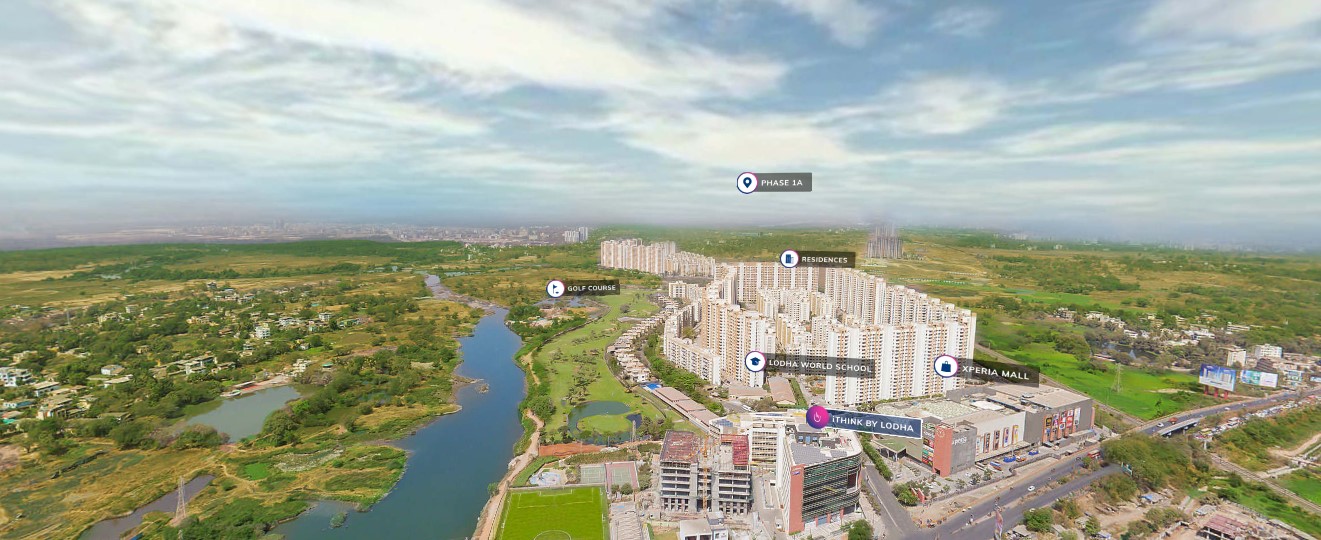 PHASE 1A
RESIDENCES
GOLF COURSE
LODHA WORLD SCHOOL
XPERIA MALL
iTHINK BY LODHA